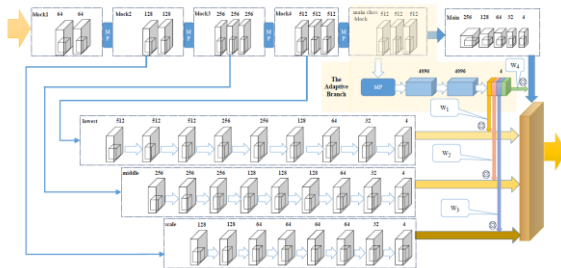 block1 64 64
MP
block2 128 128
MP
block3 256 256 256
MP
block4 512 512 512
MP
main class block 512 512 512
Main 256 128 64 32 4
The Adaptive Branch
MP 4096 4096 4
W4
W1
W2
W3
lowest 512 512 512 256 128 64 32 4
middle 256 256 256 128 128 64 64 4
scale 128 128 64 64 64 64 32 4